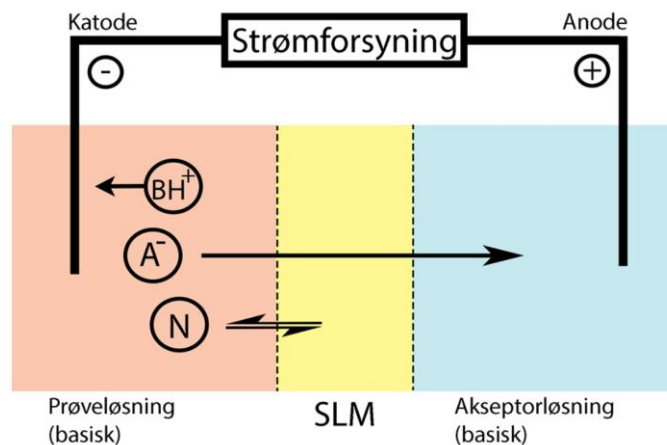 Katode
Strømforsyning
Anode
-
+
BH+
A-
N
Prøveløsning
(basisk)
SLM
Akseptorløsning
(basisk)